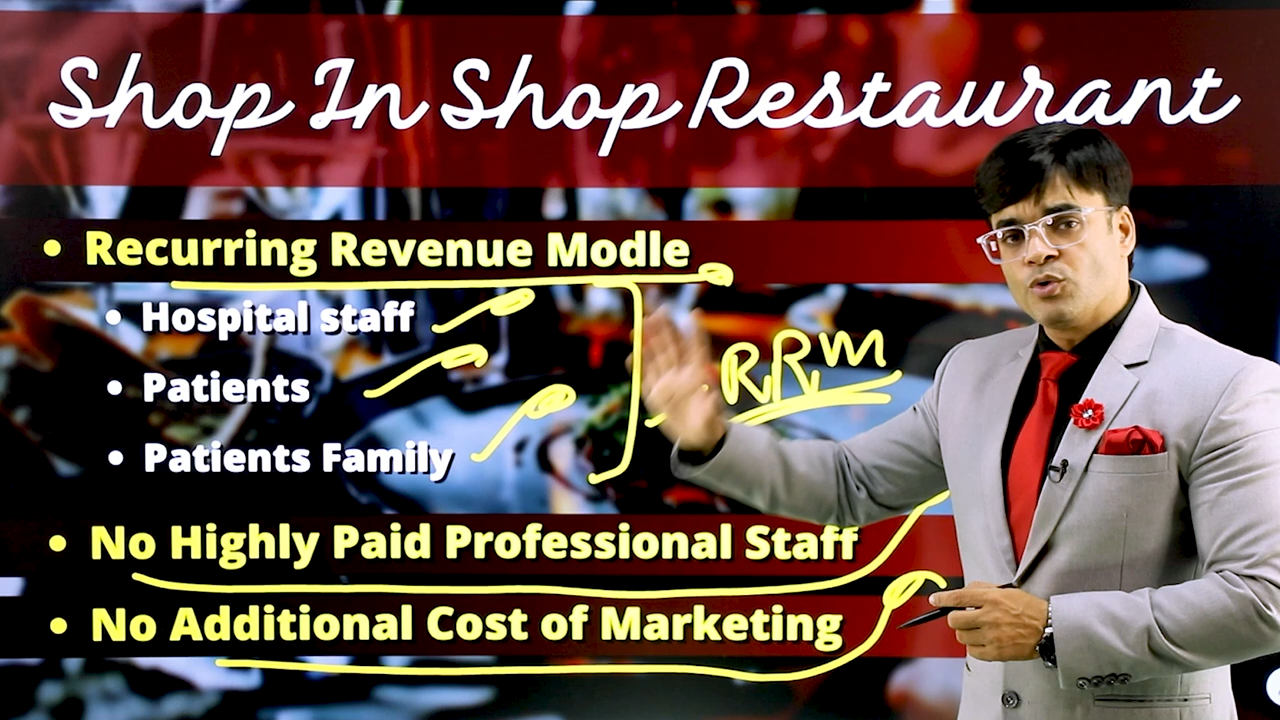 Shop In Shop Restaurant
• Recurring Revenue Modle
• Hospital staff
• Patients
• Patients Family
RRM
• No Highly Paid Professional Staff
• No Additional Cost of Marketing